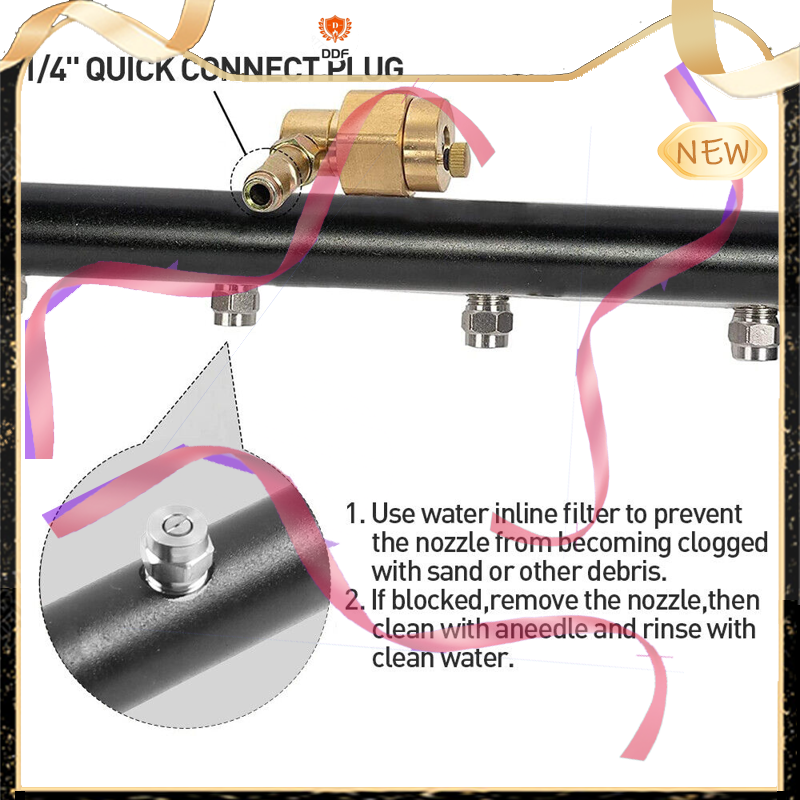 DDF
1/4" QUICK CONNECT PLUG
NEW
1. Use water inline filter to prevent
the nozzle from becoming clogged
with sand or other debris.
2. If blocked,remove the nozzle,then
clean with aneedle and rinse with
clean water.